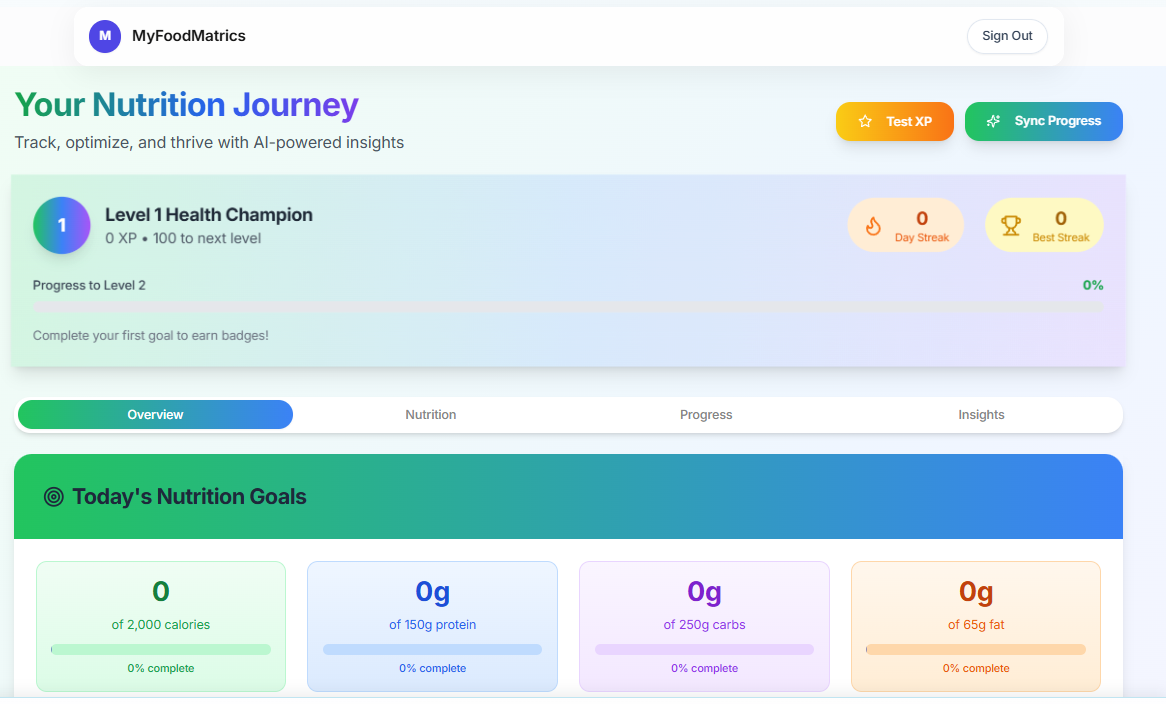 M MyFoodMatrics Sign Out
Your Nutrition Journey
Track, optimize, and thrive with AI-powered insights
Test XP Sync Progress
1 Level 1 Health Champion
0 XP • 100 to next level
0 Day Streak
0 Best Streak
Progress to Level 2 0%
Complete your first goal to earn badges!
Overview Nutrition Progress Insights
Today's Nutrition Goals
0
of 2,000 calories
0% complete
0g
of 150g protein
0% complete
0g
of 250g carbs
0% complete
0g
of 65g fat
0% complete